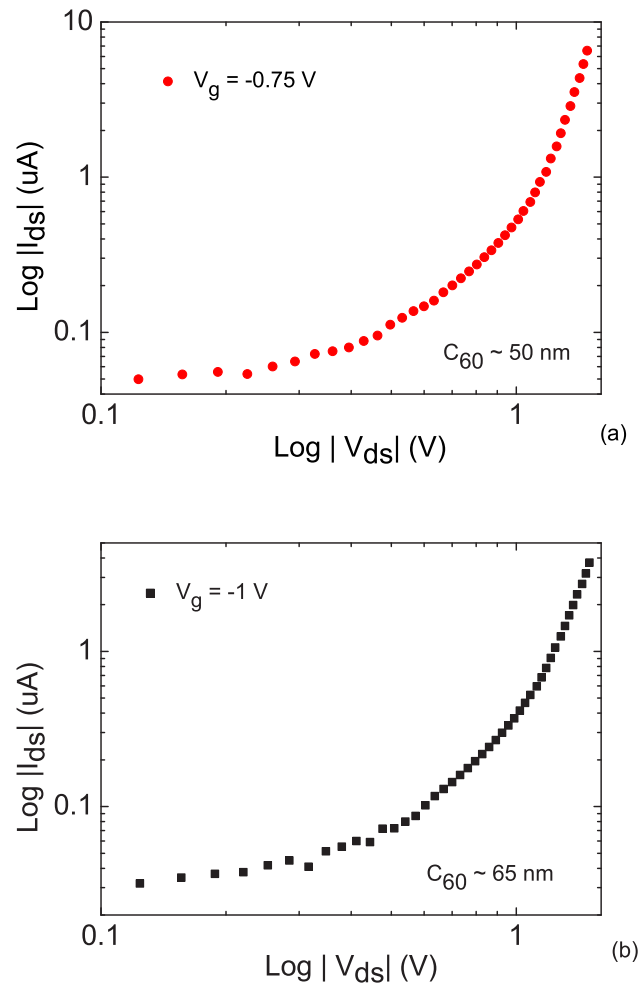 10
V_g = -0.75 V
1
Log |I_ds| (uA)
0.1
C_60 ~ 50 nm
0.1
1
Log | V_ds| (V)
(a)
V_g = -1 V
1
Log |I_ds| (uA)
0.1
C_60 ~ 65 nm
0.1
1
(b)
Log | V_ds| (V)